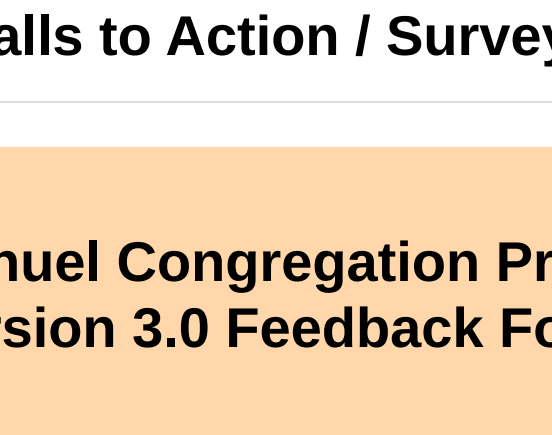 alls to Action / Survey
nuel Congregation Pr
rsion 3.0 Feedback Fo